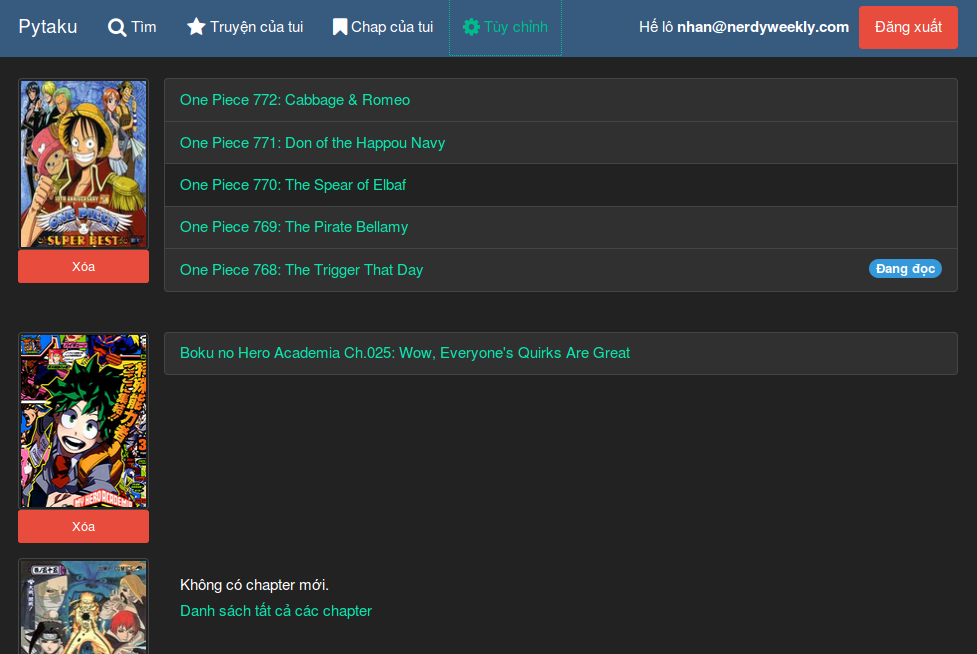 Pytaku Tìm Truyện của tui Chap của tui Tùy chỉnh Hế lô nhan@nerdyweekly.com Đăng xuất
One Piece 772: Cabbage & Romeo
One Piece 771: Don of the Happou Navy
One Piece 770: The Spear of Elbaf
One Piece 769: The Pirate Bellamy
One Piece 768: The Trigger That Day Đang đọc
ONE PIECE
SUPER BEST
Xóa
Boku no Hero Academia Ch.025: Wow, Everyone's Quirks Are Great
MY HERO ACADEMIA
Xóa
Không có chapter mới.
Danh sách tất cả các chapter